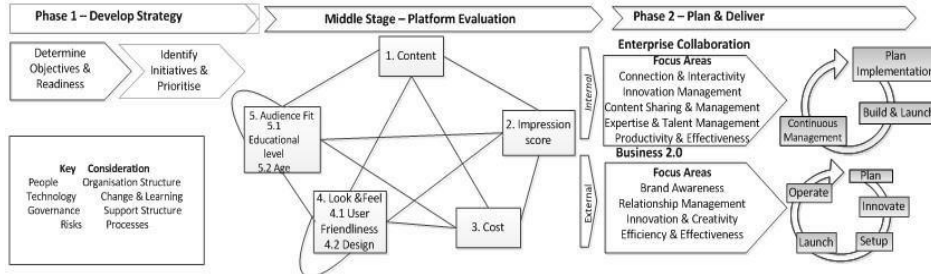 Phase 1 – Develop Strategy
Middle Stage – Platform Evaluation
Phase 2 – Plan & Deliver
Determine
Objectives &
Readiness
Identify
Initiatives &
Prioritise
Key Consideration
People Organisation Structure
Technology Change & Learning
Governance Support Structure
Risks Processes
1. Content
2. Impression
score
3. Cost
4. Look &Feel
4.1 User
Friendliness
4.2 Design
5. Audience Fit
5.1
Educational
level
5.2 Age
Internal
External
Enterprise Collaboration
Focus Areas
Connection & Interactivity
Innovation Management
Content Sharing & Management
Expertise & Talent Management
Productivity & Effectiveness
Plan
Implementation
Build & Launch
Continuous
Management
Business 2.0
Focus Areas
Brand Awareness
Relationship Management
Innovation & Creativity
Efficiency & Effectiveness
Plan
Innovate
Setup
Launch
Operate